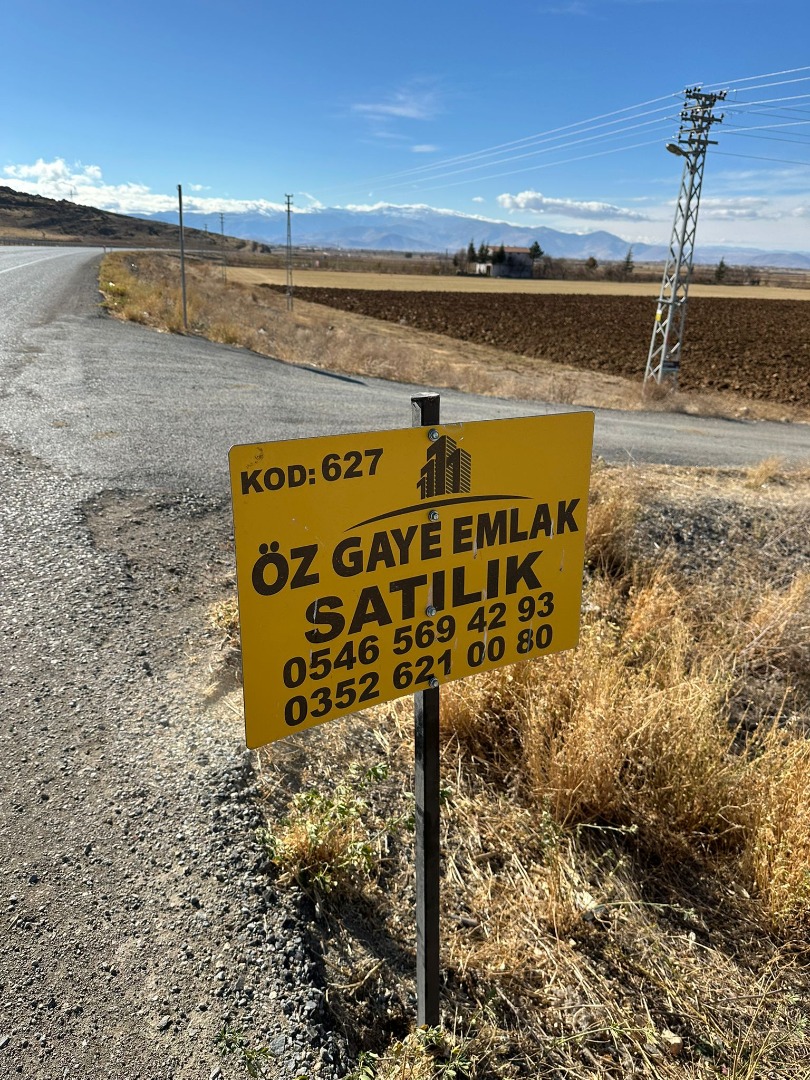 KOD: 627
ÖZ GAYE EMLAK
SATILIK
0546 569 42 93
0352 621 00 80